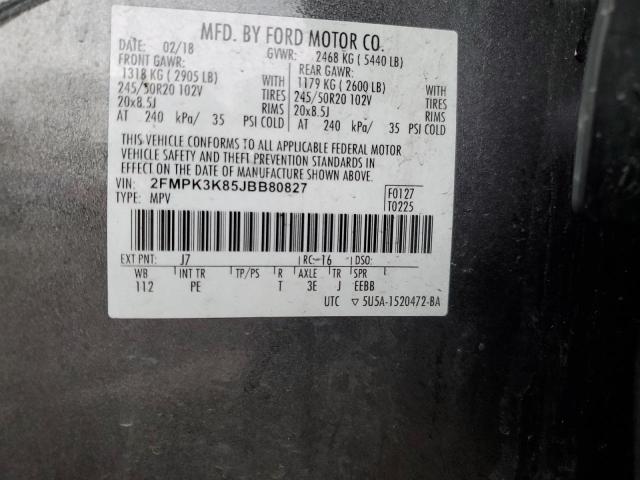 MFD. BY FORD MOTOR CO.
DATE: 02/18 GVWR: 2468 KG ( 5440 LB)
FRONT GAWR: REAR GAWR:
1318 KG ( 2905 LB) WITH 1179 KG ( 2600 LB) WITH
245/50R20 102V TIRES 245/50R20 102V TIRES
20x8.5J RIMS 20x8.5J RIMS
AT 240 kPa/ 35 PSI COLD AT 240 kPa/ 35 PSI COLD
THIS VEHICLE CONFORMS TO ALL APPLICABLE FEDERAL MOTOR
VEHICLE SAFETY AND THEFT PREVENTION STANDARDS IN
EFFECT ON THE DATE OF MANUFACTURE SHOWN ABOVE.
VIN: 2FMPK3K85JBB80827 F0127
TYPE: MPV T0225
EXT PNT: J7 RC: 16 DSO:
WB INT TR TP/PS R AXLE TR SPR
112 PE T 3E J EEBB
UTC ▽ 5U5A-1520472-BA